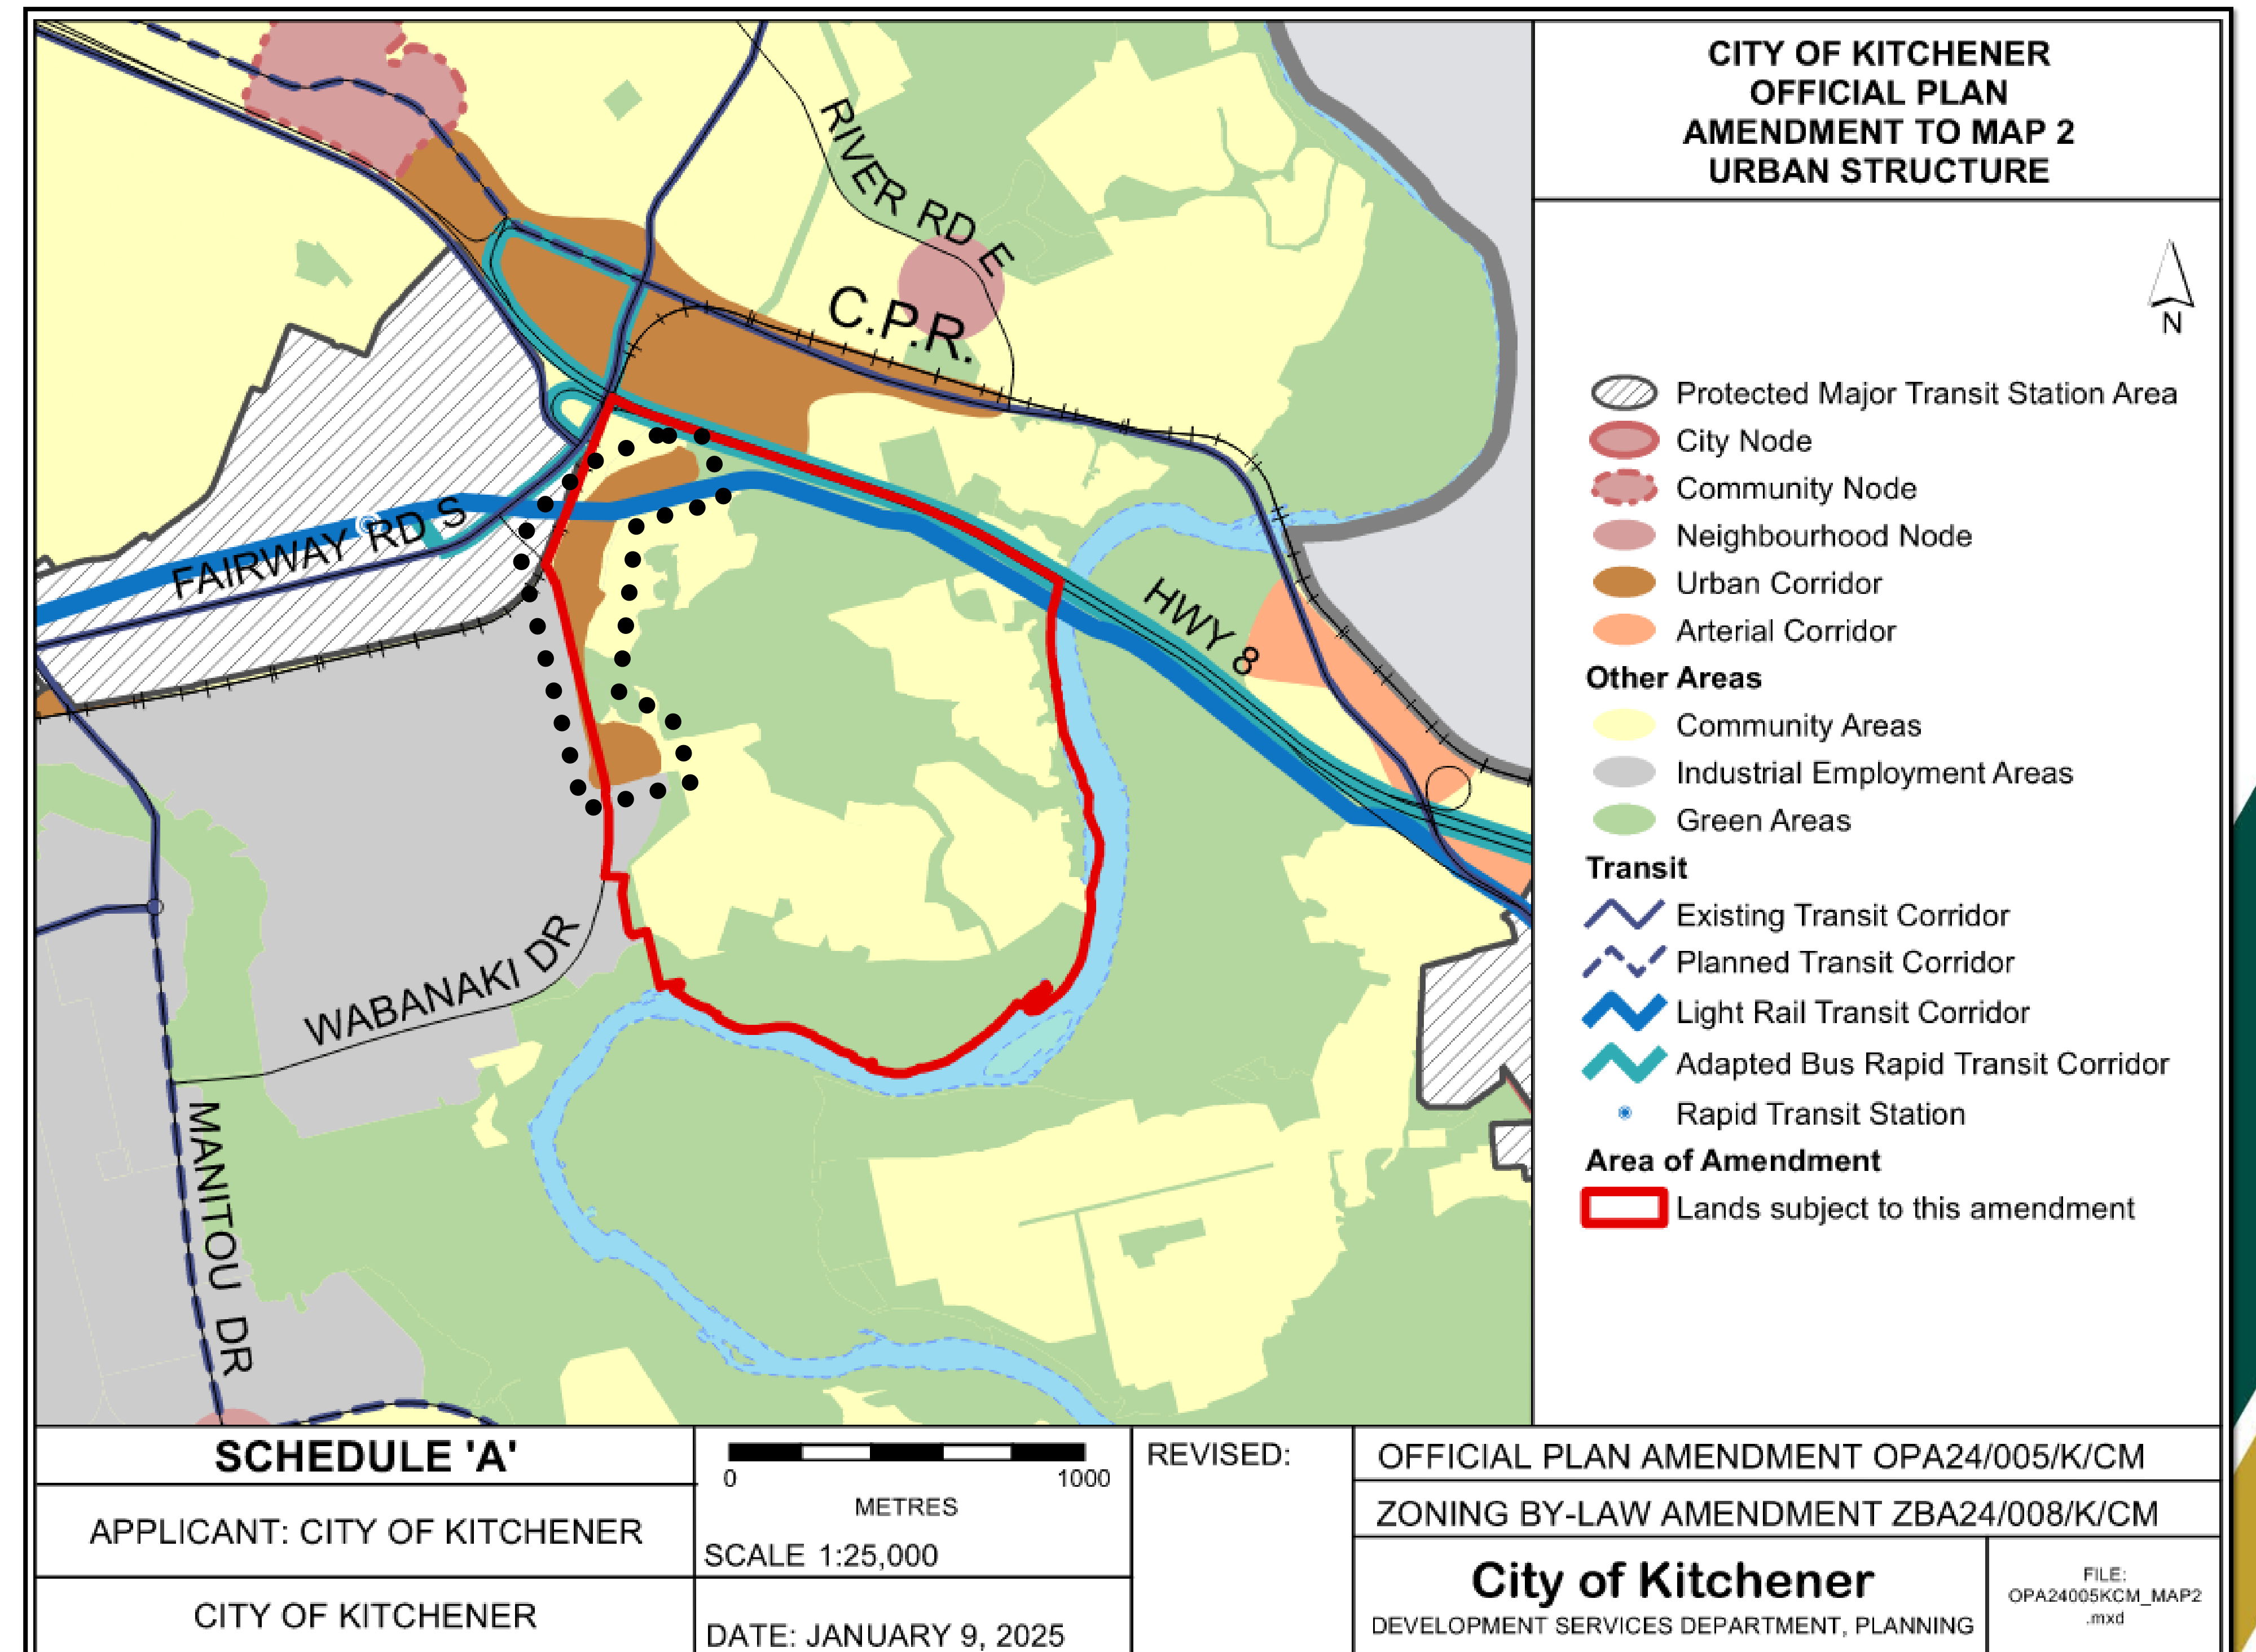 CITY OF KITCHENER
OFFICIAL PLAN
AMENDMENT TO MAP 2
URBAN STRUCTURE
N
Protected Major Transit Station Area
City Node
Community Node
Neighbourhood Node
Urban Corridor
Arterial Corridor
Other Areas
Community Areas
Industrial Employment Areas
Green Areas
Transit
Existing Transit Corridor
Planned Transit Corridor
Light Rail Transit Corridor
Adapted Bus Rapid Transit Corridor
Rapid Transit Station
Area of Amendment
Lands subject to this amendment
RIVER RD E
C.P.R.
FAIRWAY RD S
HWY 8
WABANAKI DR
MANITOU DR
SCHEDULE 'A'
APPLICANT: CITY OF KITCHENER
CITY OF KITCHENER
0 1000
METRES
SCALE 1:25,000
DATE: JANUARY 9, 2025
REVISED:
OFFICIAL PLAN AMENDMENT OPA24/005/K/CM
ZONING BY-LAW AMENDMENT ZBA24/008/K/CM
City of Kitchener
DEVELOPMENT SERVICES DEPARTMENT, PLANNING
FILE:
OPA24005KCM_MAP2
.mxd